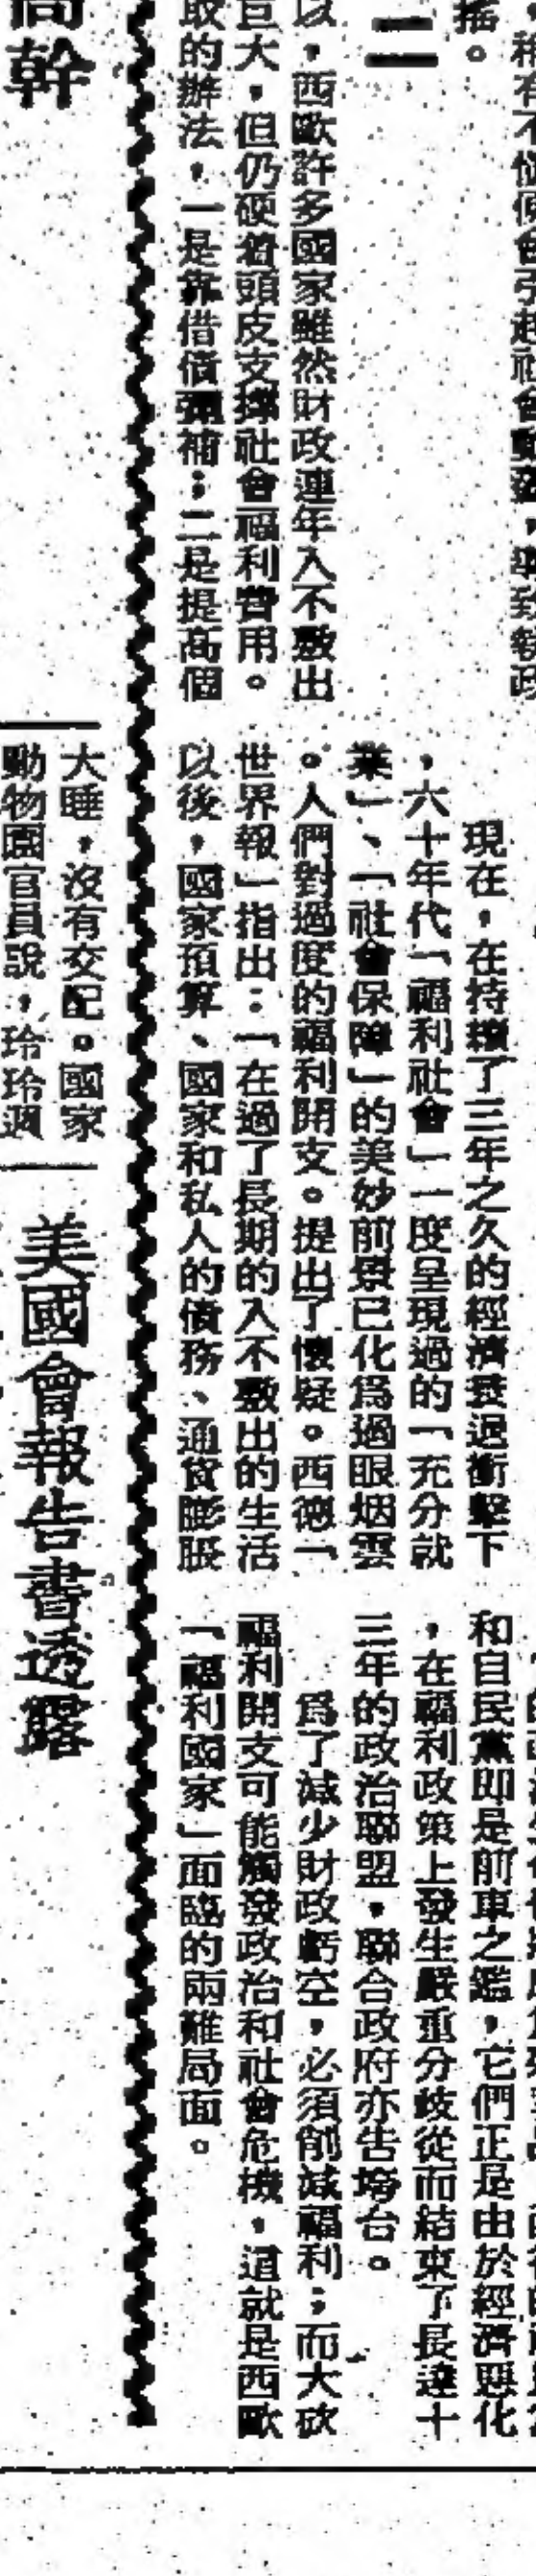 搖。
二
以，西歐許多國家雖然財政連年入不敷出
巨大，但仍硬着頭皮支撐社會福利費用。
取的辦法，一是靠借債彌補；二是提高個
現在，在持續了三年之久的經濟衰退衝擊下
，六十年代「福利社會」一度呈現過的「充分就
業」、「社會保障」的美妙前景已化爲過眼烟雲
。人們對過度的福利開支。提出了懷疑。西德「
世界報」指出：「在過了長期的入不敷出的生活
以後，國家預算、國家和私人的債務、通貨膨脹
和自民黨即是前車之鑑，它們正是由於經濟惡化
，在福利政策上發生嚴重分歧從而結束了長達十
三年的政治聯盟，聯合政府亦告垮台。
爲了減少財政虧空，必須削減福利；而大砍
福利開支可能觸發政治和社會危機，這就是西歐
「福利國家」面臨的兩難局面。
幹
大睡，沒有交配。國家
動物園官員說，玲玲週
美國會報告書透露